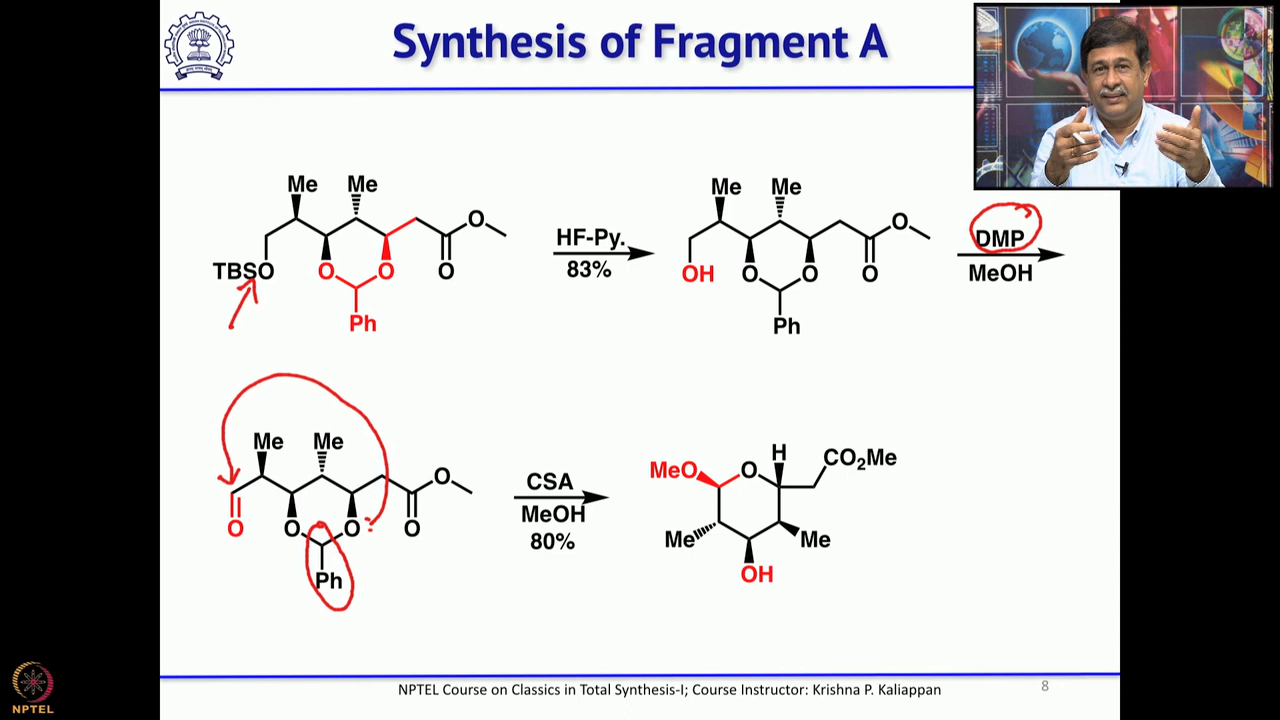 Synthesis of Fragment A
Me Me
TBSO O O O O
Ph
HF-Py.
83%
Me Me
OH O O O O
Ph
DMP
MeOH
Me Me
O O O O O
Ph
CSA
MeOH
80%
MeO O H CO2Me
Me Me
OH
NPTEL Course on Classics in Total Synthesis-I; Course Instructor: Krishna P. Kaliappan
8
NPTEL